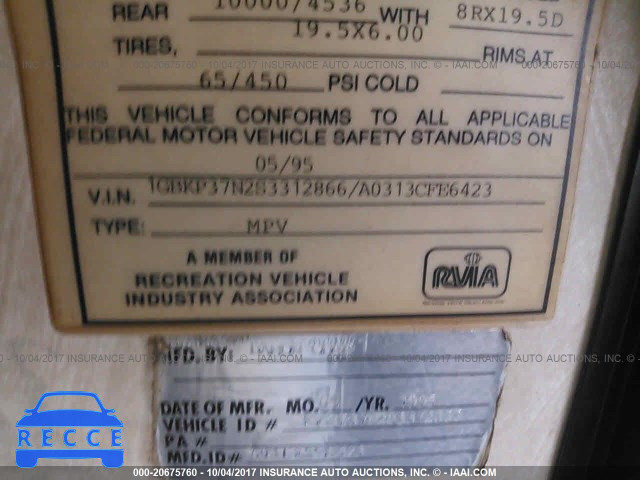 REAR 10000/4536 WITH 8RX19.5D
TIRES, 19.5X6.00 RIMS AT
65/450 PSI COLD
THIS VEHICLE CONFORMS TO ALL APPLICABLE
FEDERAL MOTOR VEHICLE SAFETY STANDARDS ON
05/95
V.I.N. 1GBKP37N2S3312866/A0313CFE6423
TYPE: MPV
A MEMBER OF
RECREATION VEHICLE
INDUSTRY ASSOCIATION
RVIA
MFD. BY:
DATE OF MFR. MO. /YR.
VEHICLE ID #
PA #
MFD.ID#
RECCE
000-20675760 - 10/04/2017 INSURANCE AUTO AUCTIONS, INC. - ©IAAI.COM